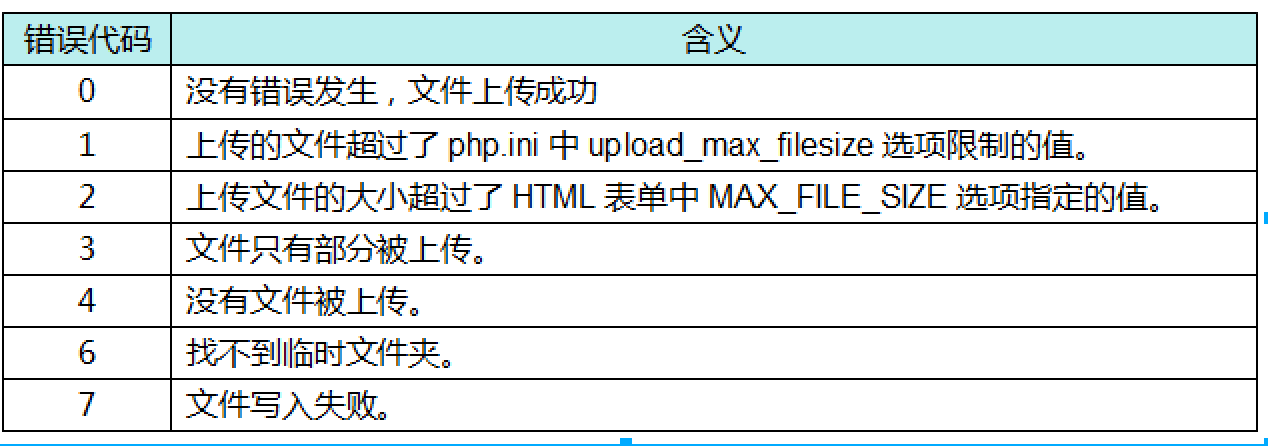 错误代码 含义
0 没有错误发生，文件上传成功
1 上传的文件超过了 php.ini 中 upload_max_filesize 选项限制的值。
2 上传文件的大小超过了 HTML 表单中 MAX_FILE_SIZE 选项指定的值。
3 文件只有部分被上传。
4 没有文件被上传。
6 找不到临时文件夹。
7 文件写入失败。